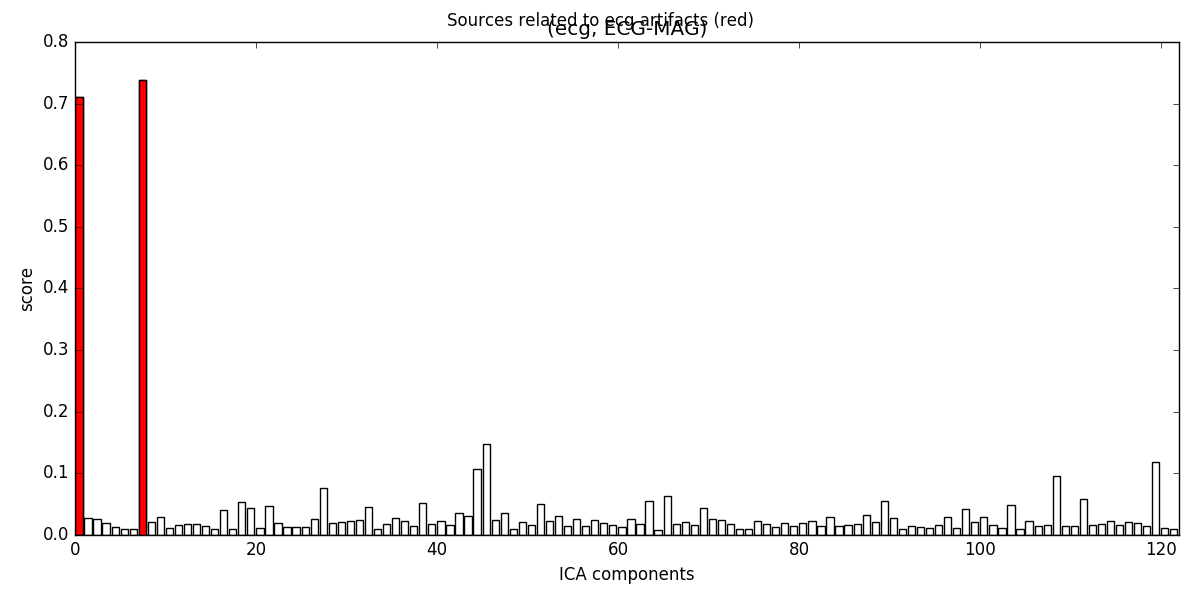 Sources related to ecg artifacts (red)
(ecg, ECG-MAG)
0.8
0.7
0.6
0.5
0.4
0.3
0.2
0.1
0.0
score
0 20 40 60 80 100 120
ICA components